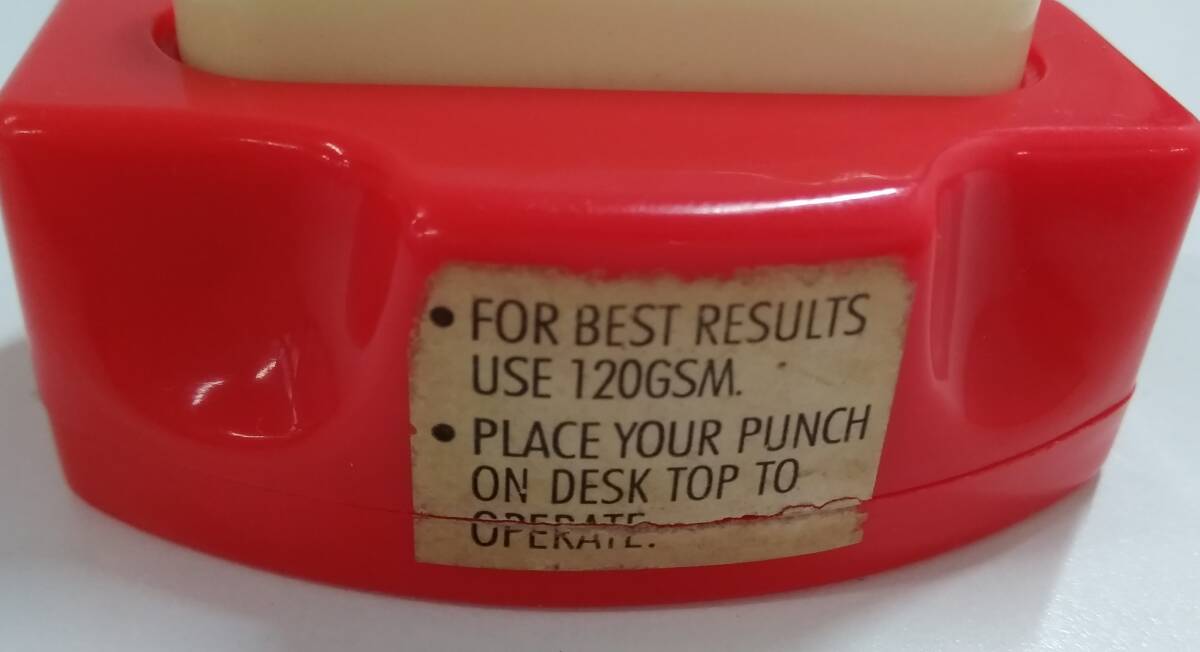 • FOR BEST RESULTS
USE 120GSM.
• PLACE YOUR PUNCH
ON DESK TOP TO
OPERATE.